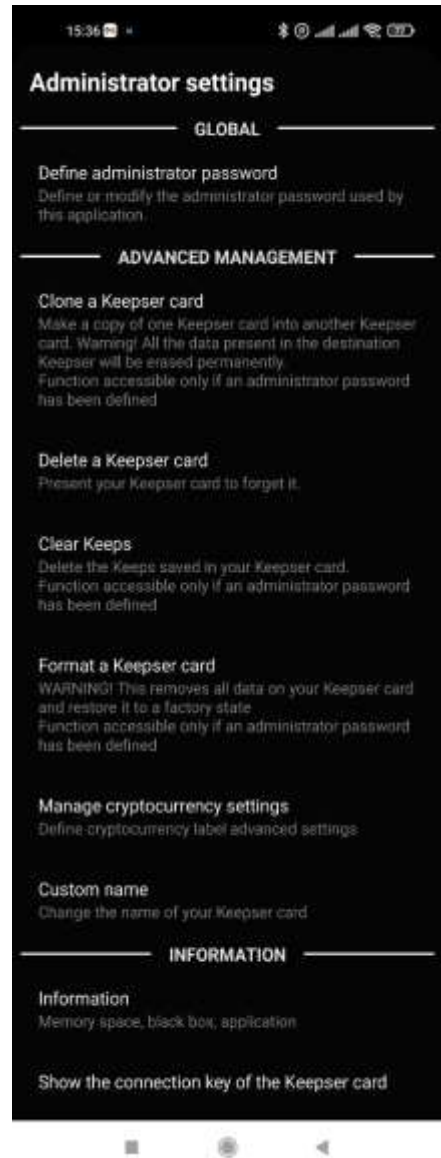 15:36
77
Administrator settings
GLOBAL
Define administrator password
Define or modify the administrator password used by
this application.
ADVANCED MANAGEMENT
Clone a Keepser card
Make a copy of one Keepser card into another Keepser
card. Warning! All the data present in the destination
Keepser will be erased permanently.
Function accessible only if an administrator password
has been defined
Delete a Keepser card
Present your Keepser card to forget it.
Clear Keeps
Delete the Keeps saved in your Keepser card.
Function accessible only if an administrator password
has been defined
Format a Keepser card
WARNING! This removes all data on your Keepser card
and restore it to a factory state
Function accessible only if an administrator password
has been defined
Manage cryptocurrency settings
Define cryptocurrency label advanced settings
Custom name
Change the name of your Keepser card
INFORMATION
Information
Memory space, black box, application
Show the connection key of the Keepser card